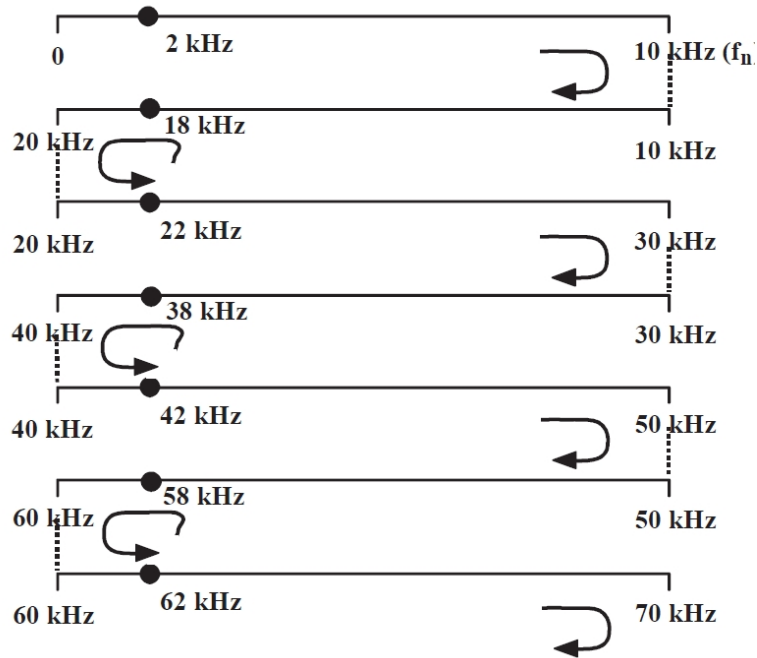 2 kHz
0
10 kHz (fn)
18 kHz
20 kHz
10 kHz
22 kHz
20 kHz
30 kHz
38 kHz
40 kHz
30 kHz
42 kHz
40 kHz
50 kHz
58 kHz
60 kHz
50 kHz
62 kHz
60 kHz
70 kHz